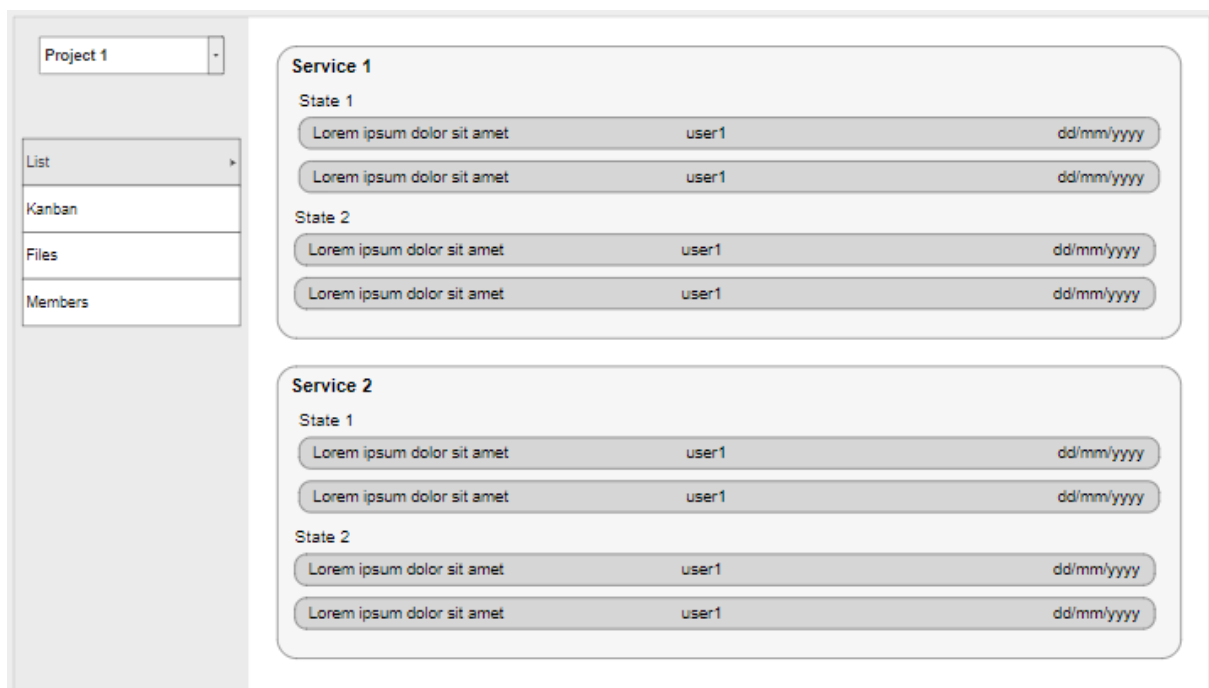 Project 1
List
Kanban
Files
Members
Service 1
State 1
Lorem ipsum dolor sit amet user1 dd/mm/yyyy
Lorem ipsum dolor sit amet user1 dd/mm/yyyy
State 2
Lorem ipsum dolor sit amet user1 dd/mm/yyyy
Lorem ipsum dolor sit amet user1 dd/mm/yyyy
Service 2
State 1
Lorem ipsum dolor sit amet user1 dd/mm/yyyy
Lorem ipsum dolor sit amet user1 dd/mm/yyyy
State 2
Lorem ipsum dolor sit amet user1 dd/mm/yyyy
Lorem ipsum dolor sit amet user1 dd/mm/yyyy